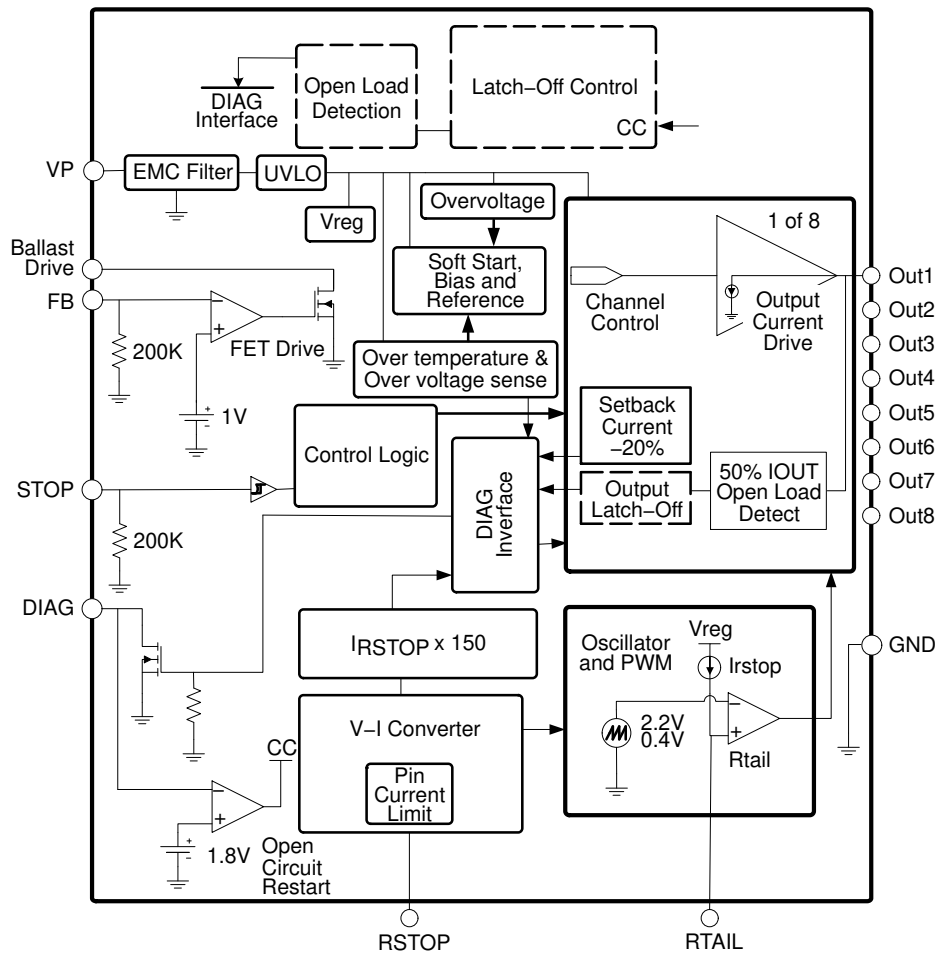 Open Load
Detection
Latch-Off Control
CC
DIAG
Interface
VP
EMC Filter
UVLO
Vreg
Overvoltage
Soft Start,
Bias and
Reference
Over temperature &
Over voltage sense
Ballast
Drive
FB
200K
FET Drive
1V
1 of 8
Channel
Control
Output
Current
Drive
Out1
Out2
Out3
Out4
Out5
Out6
Out7
Out8
Setback
Current
-20%
Output
Latch-Off
50% IOUT
Open Load
Detect
Control Logic
DIAG
Inverface
STOP
200K
DIAG
IRSTOP x 150
Oscillator
and PWM
Vreg
Irstop
2.2V
0.4V
Rtail
GND
V-I Converter
Pin
Current
Limit
CC
1.8V
Open
Circuit
Restart
RSTOP
RTAIL